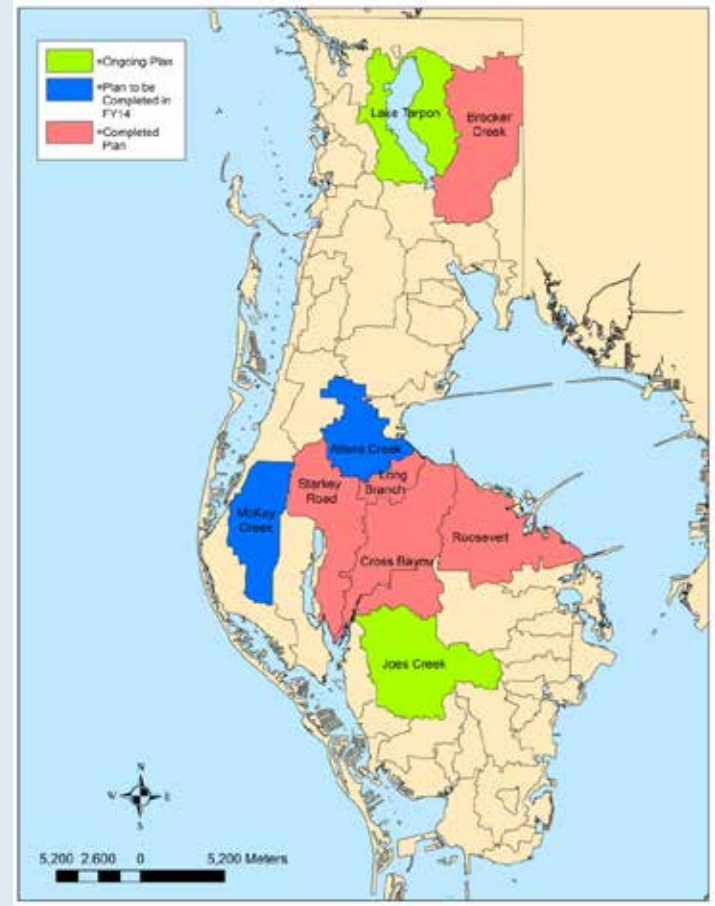 =Ongoing Plan
=Plan to be
Completed in
FY14
=Completed
Plan
Lake Tarpon
Brooker
Creek
Allens Creek
Long
Branch
Starkey
Road
McKay
Creek
Roosevelt
Cross Bayou
Joes Creek
N
W
E
S
5,200 2,600 0 5,200 Meters